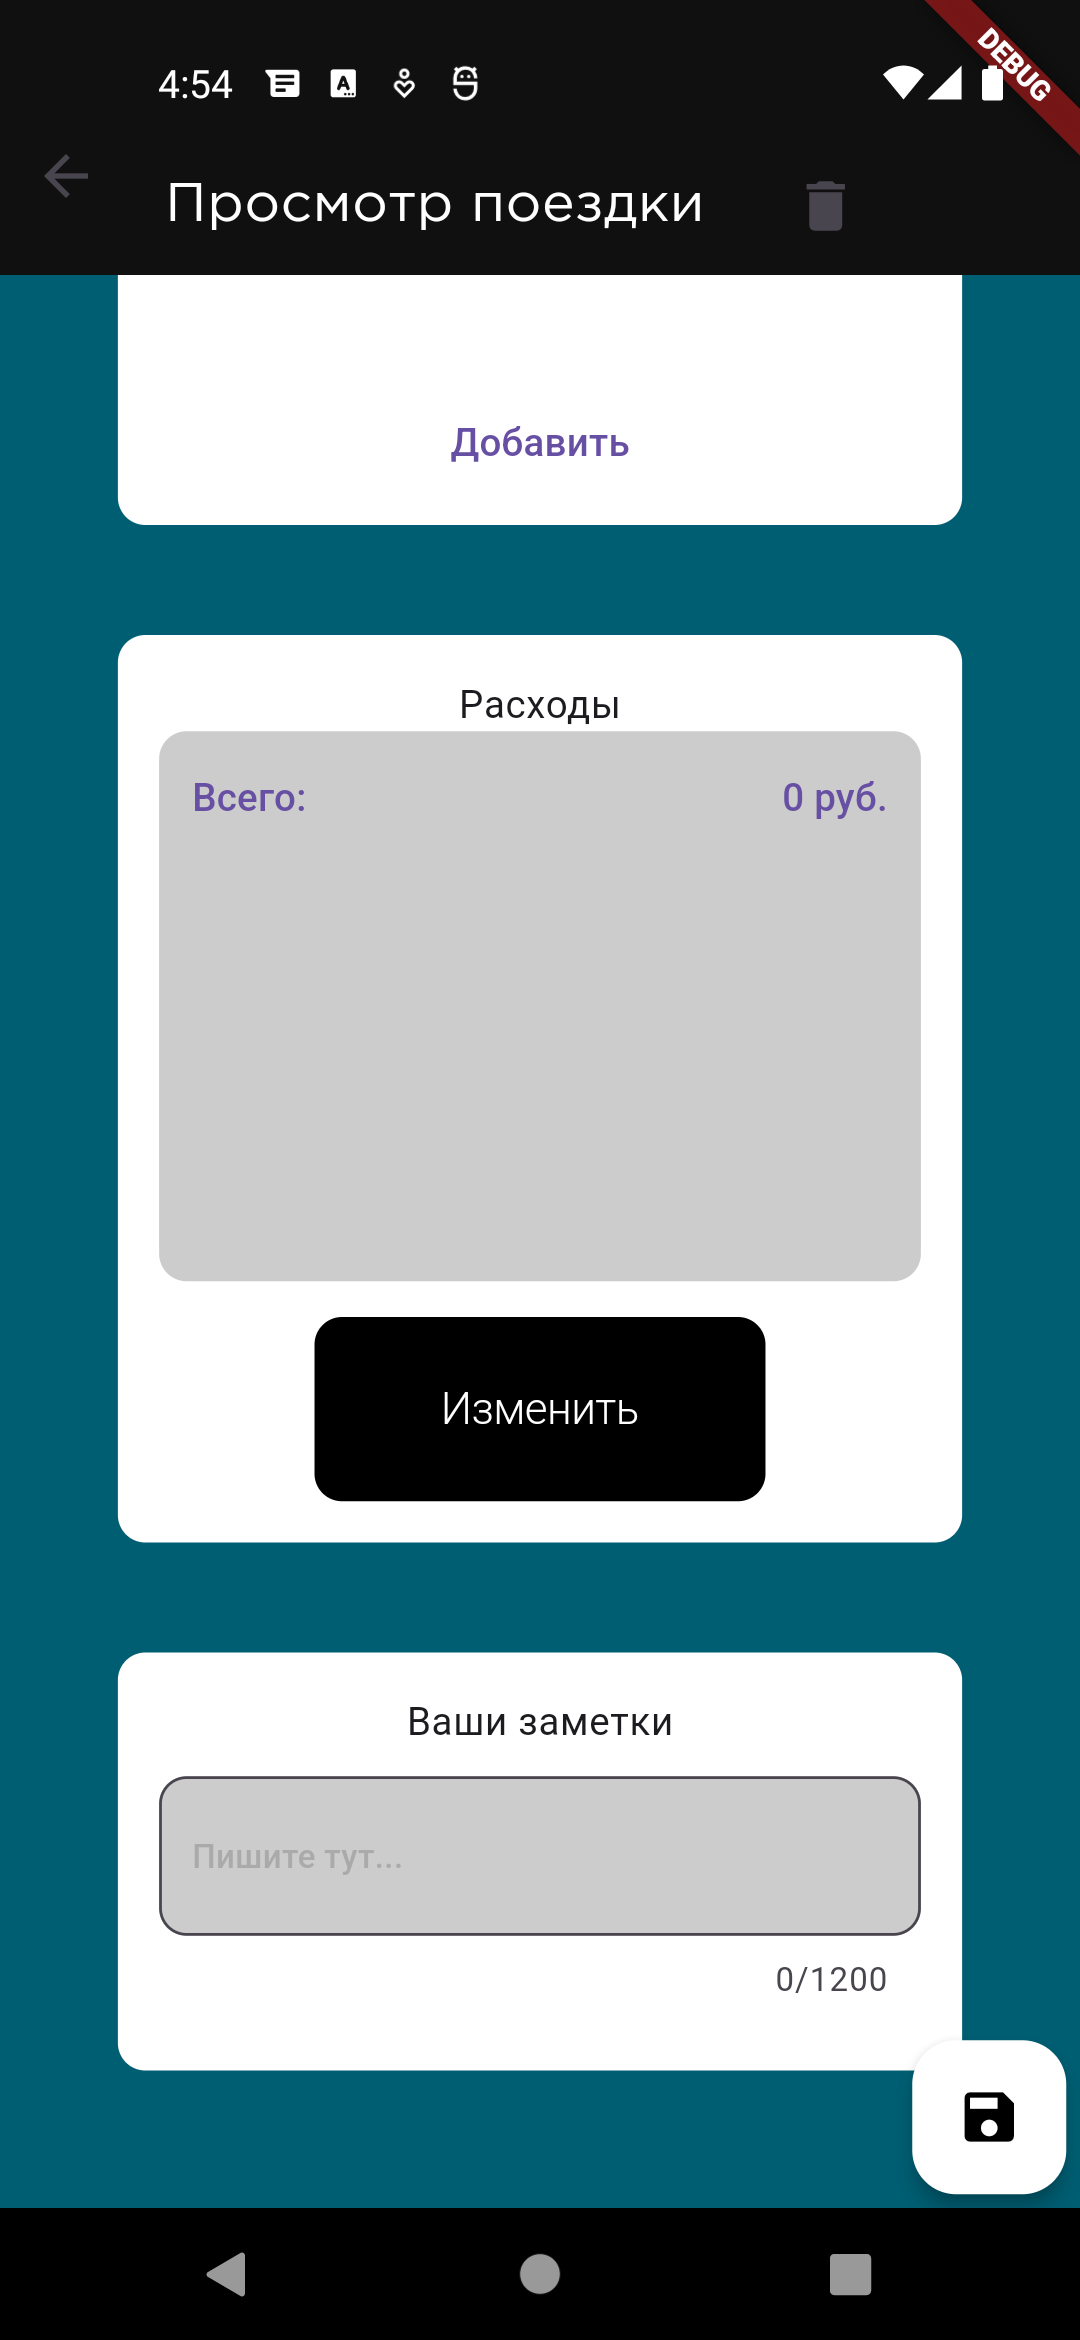 4:54
DEBUG
Просмотр поездки
Добавить
Расходы
Всего: 0 руб.
Изменить
Ваши заметки
Пишите тут...
0/1200